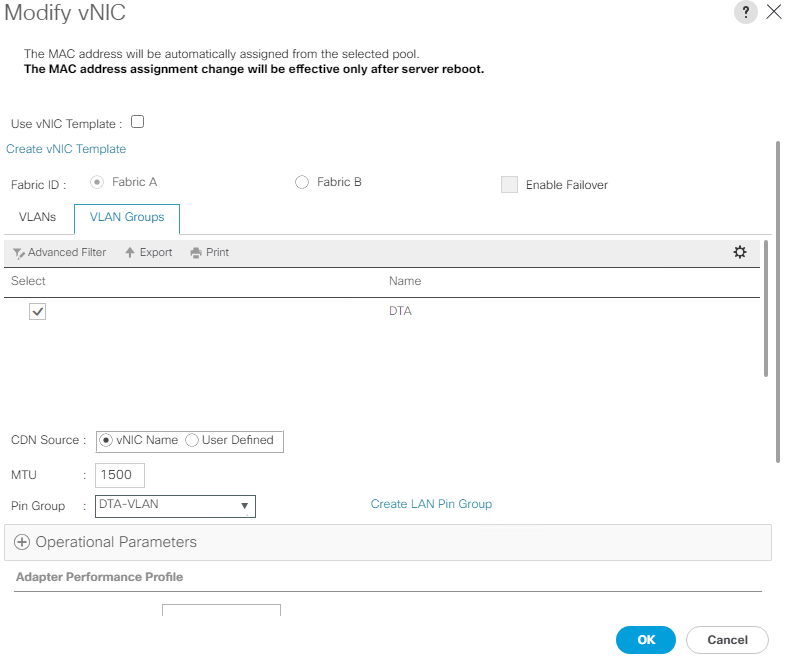 Modify vNIC
?
The MAC address will be automatically assigned from the selected pool.
The MAC address assignment change will be effective only after server reboot.
Use vNIC Template :
Create vNIC Template
Fabric ID : Fabric A Fabric B Enable Failover
VLANs VLAN Groups
Advanced Filter Export Print
Select Name
DTA
CDN Source : vNIC Name User Defined
MTU : 1500
Pin Group : DTA-VLAN Create LAN Pin Group
Operational Parameters
Adapter Performance Profile
OK Cancel